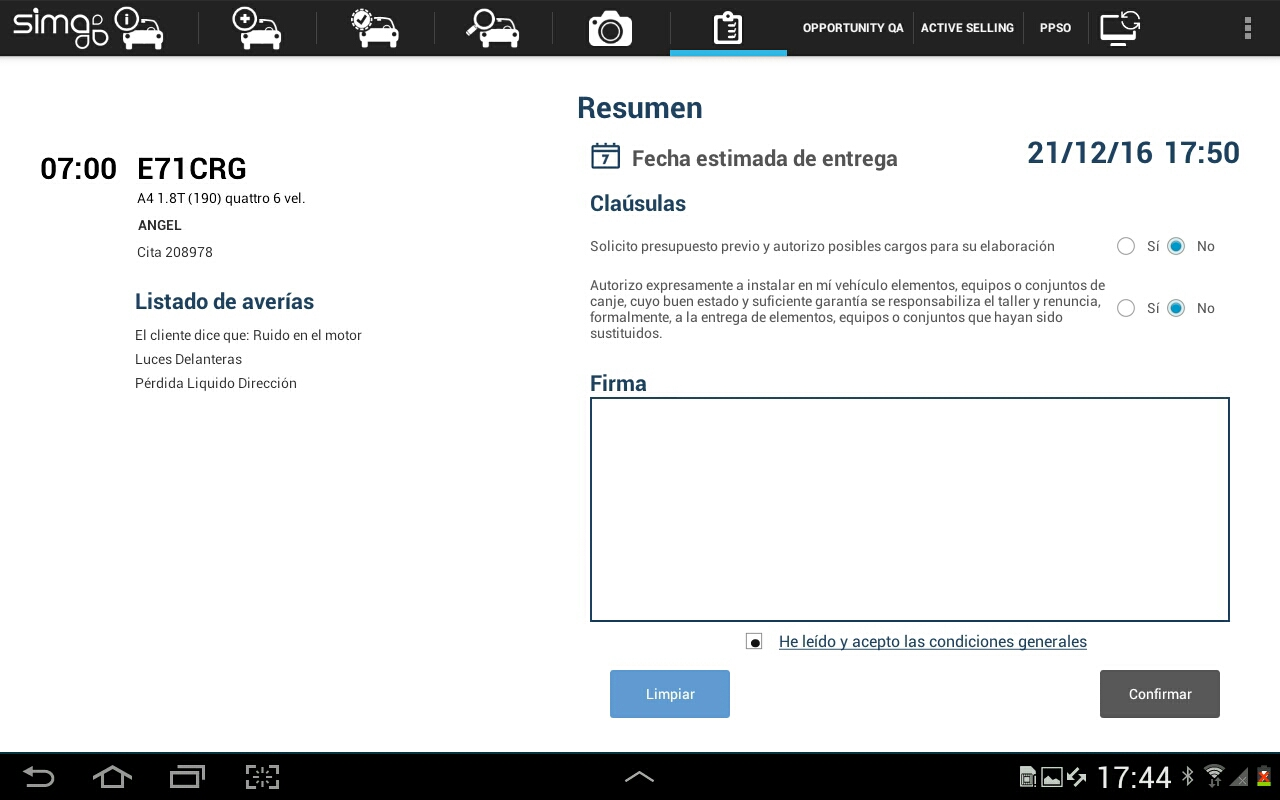 simgo
OPPORTUNITY QA
ACTIVE SELLING
PPSO
Resumen
07:00 E71CRG
A4 1.8T (190) quattro 6 vel.
ANGEL
Cita 208978
Listado de averías
El cliente dice que: Ruido en el motor
Luces Delanteras
Pérdida Liquido Dirección
7 Fecha estimada de entrega 21/12/16 17:50
Claúsulas
Solicito presupuesto previo y autorizo posibles cargos para su elaboración Sí No
Autorizo expresamente a instalar en mí vehículo elementos, equipos o conjuntos de
canje, cuyo buen estado y suficiente garantía se responsabiliza el taller y renuncia,
formalmente, a la entrega de elementos, equipos o conjuntos que hayan sido
sustituidos.
Sí No
Firma
He leído y acepto las condiciones generales
Limpiar
Confirmar
17:44